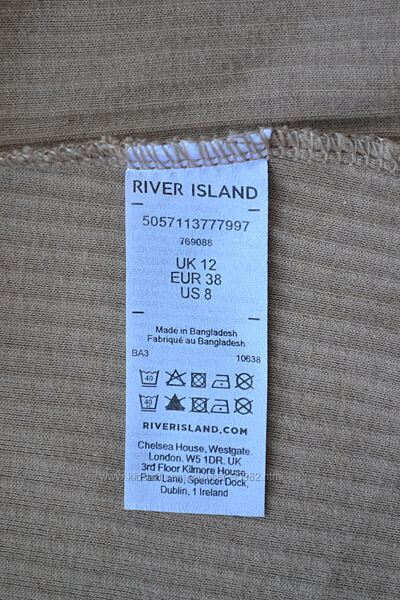 RIVER ISLAND
5057113777997
769088
UK 12
EUR 38
US 8
Made in Bangladesh
Fabriqué au Bangladesh
BA3 10638
40
40
RIVERISLAND.COM
Chelsea House, Westgate
London. W5 1DR. UK
3rd Floor Kilmore House,
Park Lane, Spencer Dock,
Dublin, 1 Ireland